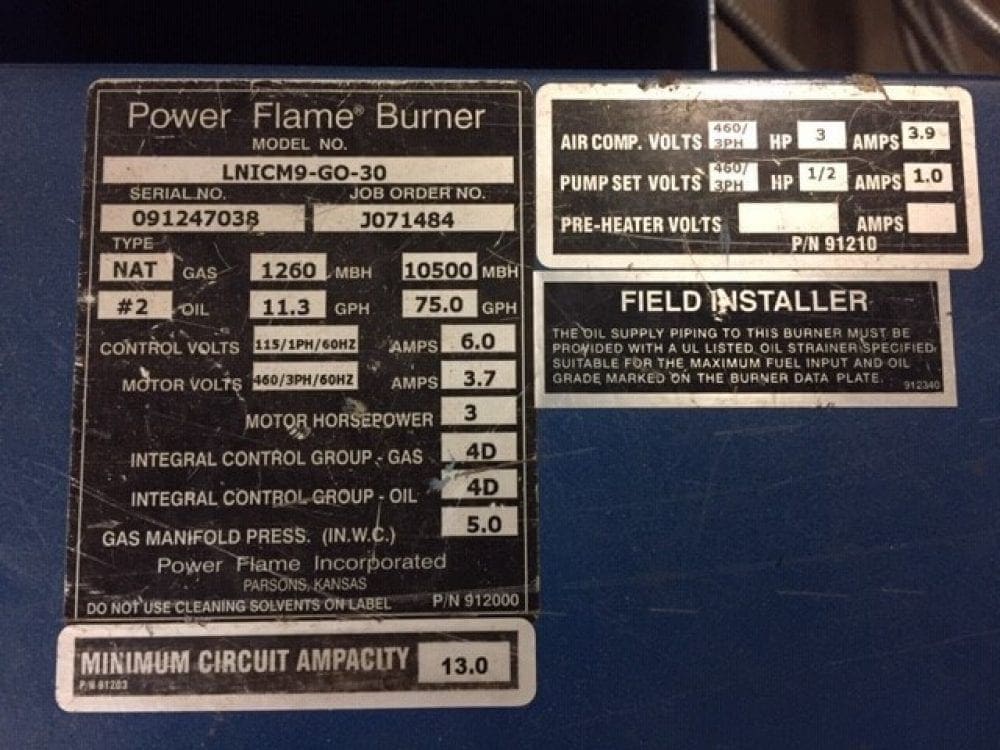 Power Flame® Burner
MODEL NO.
LNICM9-GO-30
SERIAL NO. JOB ORDER NO.
091247038 J071484
TYPE
NAT GAS 1260 MBH 10500 MBH
#2 OIL 11.3 GPH 75.0 GPH
CONTROL VOLTS 115/1PH/60HZ AMPS 6.0
MOTOR VOLTS 460/3PH/60HZ AMPS 3.7
MOTOR HORSEPOWER 3
INTEGRAL CONTROL GROUP - GAS 4D
INTEGRAL CONTROL GROUP - OIL 4D
GAS MANIFOLD PRESS. (IN.W.C.) 5.0
Power Flame Incorporated
PARSONS, KANSAS
DO NOT USE CLEANING SOLVENTS ON LABEL P/N 912000
MINIMUM CIRCUIT AMPACITY 13.0
P/N 91203
AIR COMP. VOLTS 460/3PH HP 3 AMPS 3.9
PUMP SET VOLTS 460/3PH HP 1/2 AMPS 1.0
PRE-HEATER VOLTS AMPS
P/N 91210
FIELD INSTALLER
THE OIL SUPPLY PIPING TO THIS BURNER MUST BE
PROVIDED WITH A UL LISTED OIL STRAINER SPECIFIED
SUITABLE FOR THE MAXIMUM FUEL INPUT AND OIL
GRADE MARKED ON THE BURNER DATA PLATE.
912340